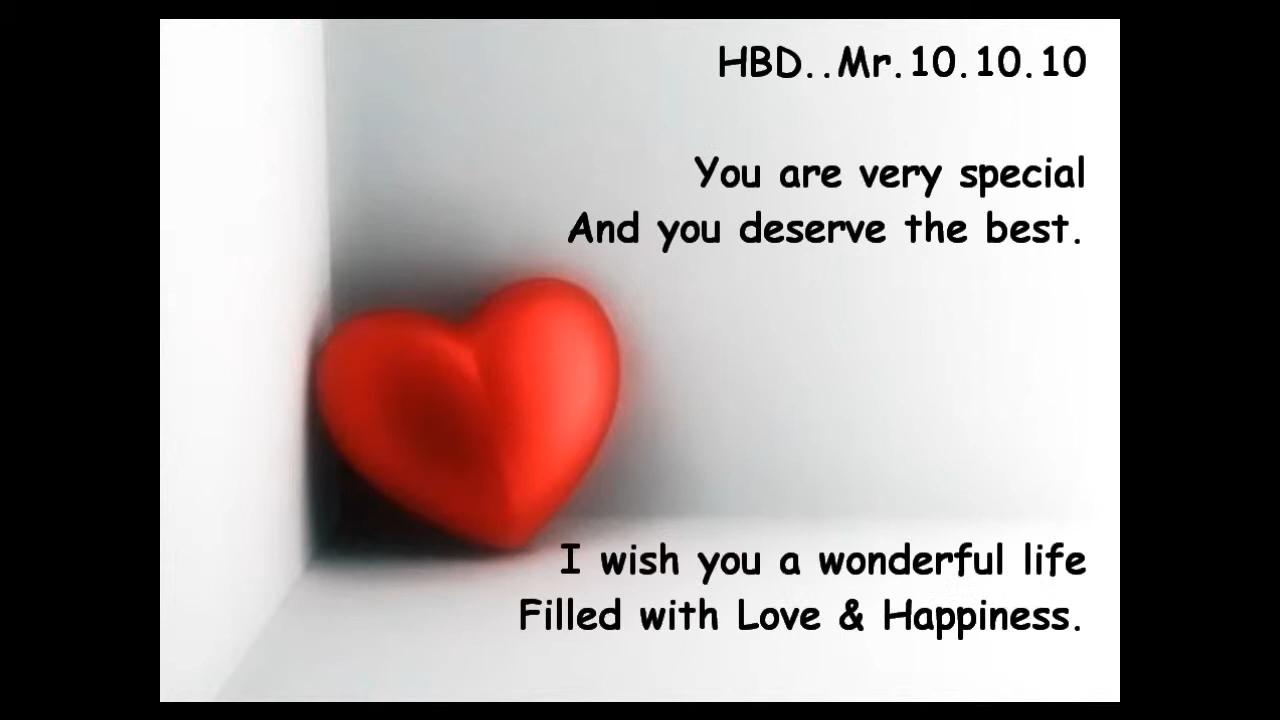 HBD..Mr.10.10.10
You are very special
And you deserve the best.
I wish you a wonderful life
Filled with Love & Happiness.